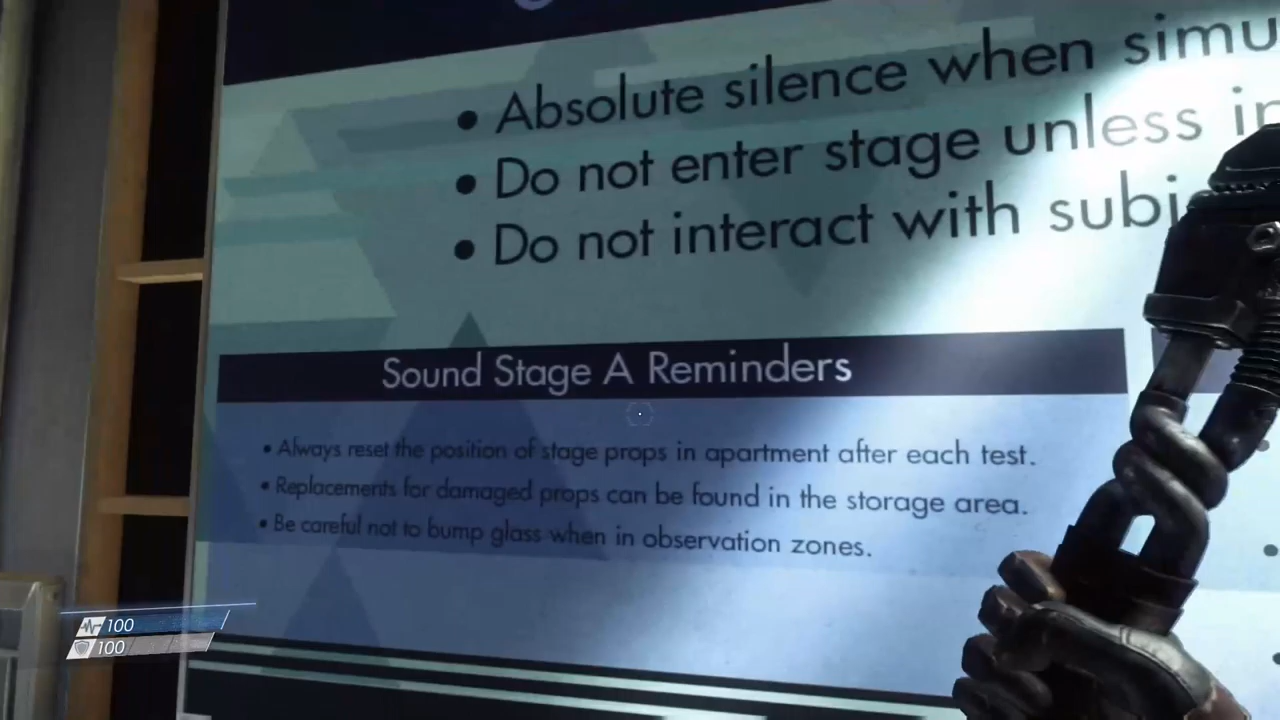 • Absolute silence when
• Do not enter stage unless
• Do not interact with
Sound Stage A Reminders
• Always reset the position of stage props in apartment after each test.
• Replacements for damaged props can be found in the storage area.
• Be careful not to bump glass when in observation zones.
100
100